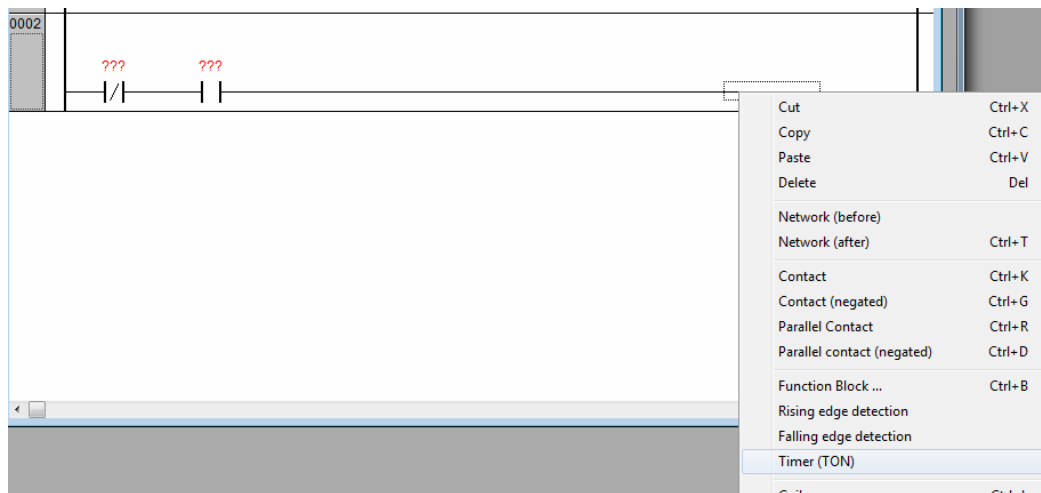 0002
??? ???
Cut Ctrl+X
Copy Ctrl+C
Paste Ctrl+V
Delete Del
Network (before)
Network (after) Ctrl+T
Contact Ctrl+K
Contact (negated) Ctrl+G
Parallel Contact Ctrl+R
Parallel contact (negated) Ctrl+D
Function Block ... Ctrl+B
Rising edge detection
Falling edge detection
Timer (TON)